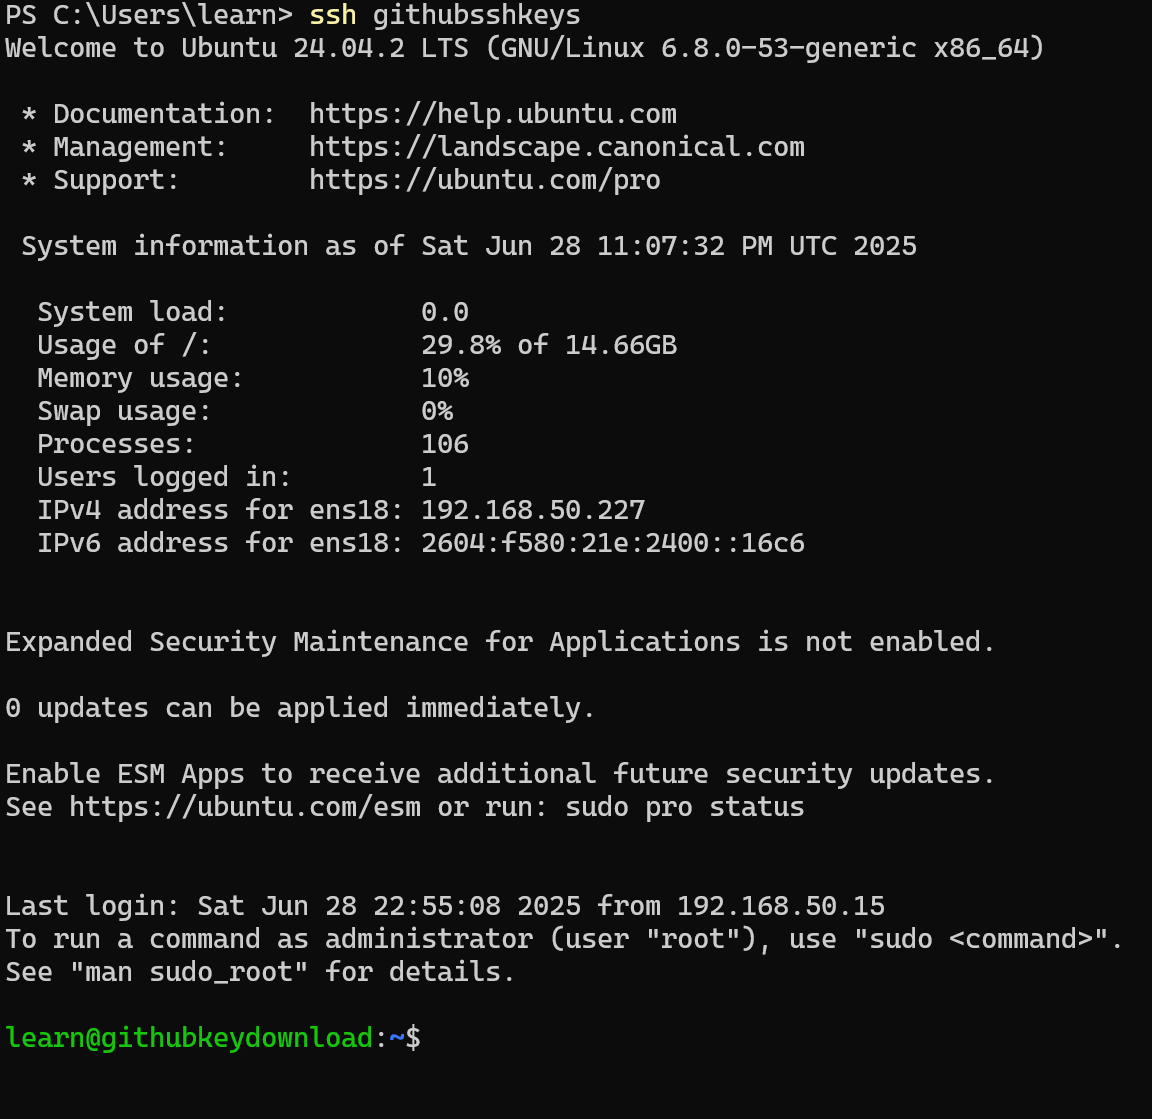 PS C:\Users\learn> ssh githubsshkeys
Welcome to Ubuntu 24.04.2 LTS (GNU/Linux 6.8.0-53-generic x86_64)
* Documentation:  https://help.ubuntu.com
* Management:     https://landscape.canonical.com
* Support:        https://ubuntu.com/pro
System information as of Sat Jun 28 11:07:32 PM UTC 2025
System load:            0.0
Usage of /:             29.8% of 14.66GB
Memory usage:           10%
Swap usage:             0%
Processes:              106
Users logged in:        1
IPv4 address for ens18: 192.168.50.227
IPv6 address for ens18: 2604:f580:21e:2400::16c6
Expanded Security Maintenance for Applications is not enabled.
0 updates can be applied immediately.
Enable ESM Apps to receive additional future security updates.
See https://ubuntu.com/esm or run: sudo pro status
Last login: Sat Jun 28 22:55:08 2025 from 192.168.50.15
To run a command as administrator (user "root"), use "sudo <command>".
See "man sudo_root" for details.
learn@githubkeydownload:~$